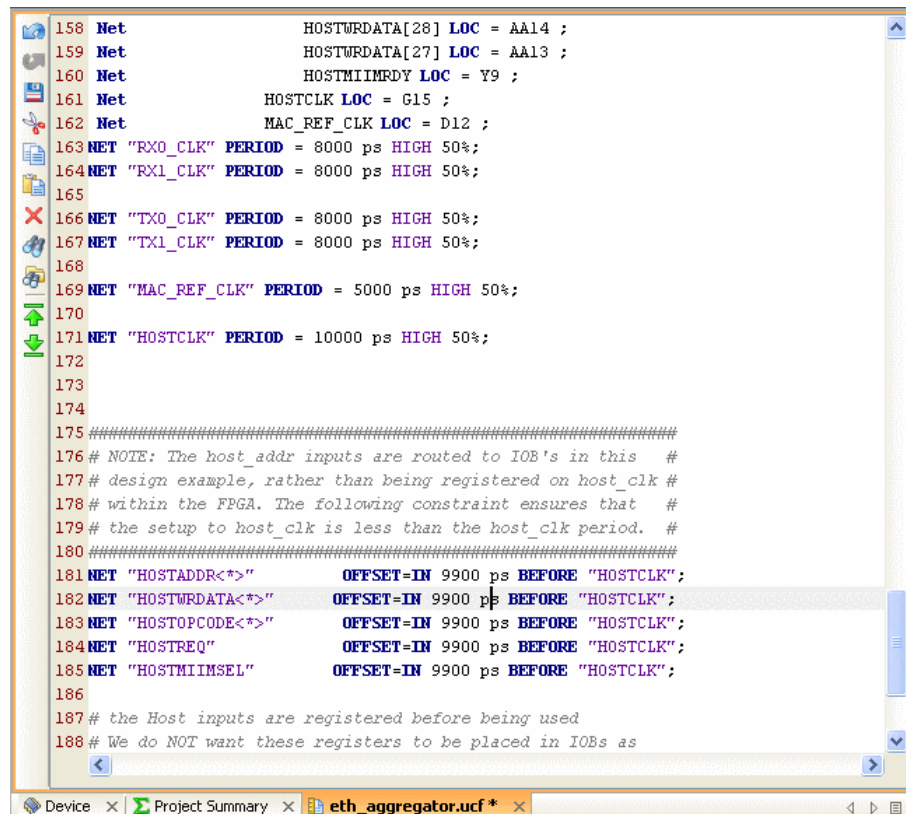 158 Net HOSTWRDATA[28] LOC = AA14 ;
159 Net HOSTWRDATA[27] LOC = AA13 ;
160 Net HOSTMIIMRDY LOC = Y9 ;
161 Net HOSTCLK LOC = G15 ;
162 Net MAC_REF_CLK LOC = D12 ;
163 NET "RX0_CLK" PERIOD = 8000 ps HIGH 50%;
164 NET "RX1_CLK" PERIOD = 8000 ps HIGH 50%;
165
166 NET "TX0_CLK" PERIOD = 8000 ps HIGH 50%;
167 NET "TX1_CLK" PERIOD = 8000 ps HIGH 50%;
168
169 NET "MAC_REF_CLK" PERIOD = 5000 ps HIGH 50%;
170
171 NET "HOSTCLK" PERIOD = 10000 ps HIGH 50%;
172
173
174
175 ############################################################
176 # NOTE: The host_addr inputs are routed to IOB's in this #
177 # design example, rather than being registered on host_clk #
178 # within the FPGA. The following constraint ensures that #
179 # the setup to host_clk is less than the host_clk period. #
180 ############################################################
181 NET "HOSTADDR<*>" OFFSET=IN 9900 ps BEFORE "HOSTCLK";
182 NET "HOSTWRDATA<*>" OFFSET=IN 9900 ps BEFORE "HOSTCLK";
183 NET "HOSTOPCODE<*>" OFFSET=IN 9900 ps BEFORE "HOSTCLK";
184 NET "HOSTREQ" OFFSET=IN 9900 ps BEFORE "HOSTCLK";
185 NET "HOSTMIIMSEL" OFFSET=IN 9900 ps BEFORE "HOSTCLK";
186
187 # the Host inputs are registered before being used
188 # We do NOT want these registers to be placed in IOBs as
Device Project Summary eth_aggregator.ucf *